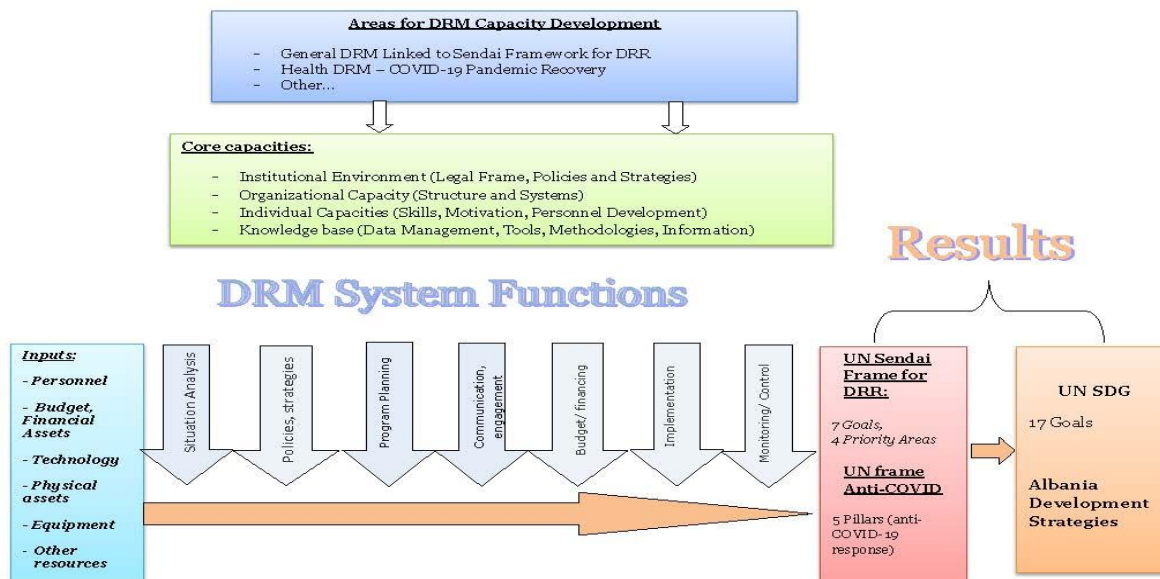 Areas for DRM Capacity Development
- General DRM Linked to Sendai Framework for DRR
- Health DRM – COVID-19 Pandemic Recovery
- Other...
Core capacities:
- Institutional Environment (Legal Frame, Policies and Strategies)
- Organizational Capacity (Structure and Systems)
- Individual Capacities (Skills, Motivation, Personnel Development)
- Knowledge base (Data Management, Tools, Methodologies, Information)
Results
DRM System Functions
Inputs:
- Personnel
- Budget,
Financial
Assets
- Technology
- Physical
assets
- Equipment
- Other
resources
Situation Analysis
Policies, strategies
Program Planning
Communication,
engagement
Budget/ financing
Implementation
Monitoring/ Control
UN Sendai
Frame for
DRR:
7 Goals,
4 Priority Areas
UN frame
Anti-COVID
5 Pillars (anti-
COVID-19
response)
UN SDG
17 Goals
Albania
Development
Strategies